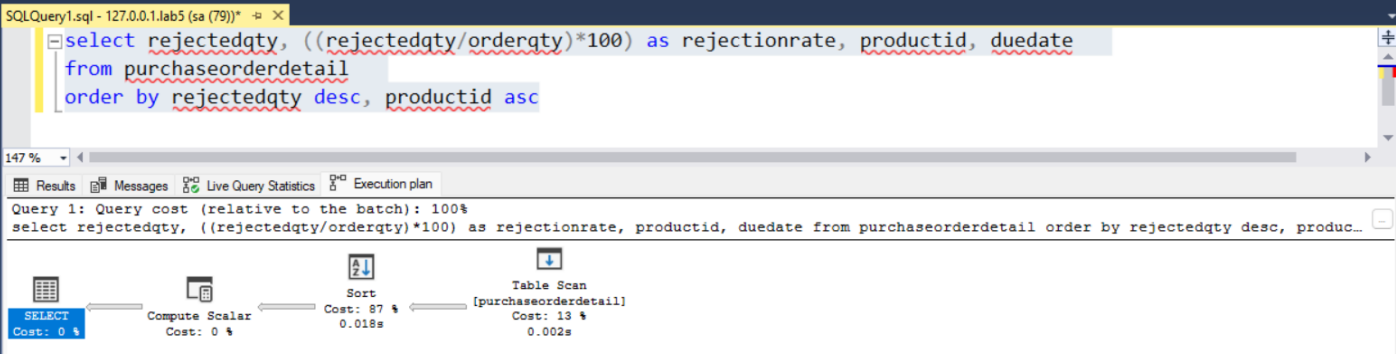 SQLQuery1.sql - 127.0.0.1.lab5 (sa (79))*
select rejectedqty, ((rejectedqty/orderqty)*100) as rejectionrate, productid, duedate
from purchaseorderdetail
order by rejectedqty desc, productid asc
147 %
Results Messages Live Query Statistics Execution plan
Query 1: Query cost (relative to the batch): 100%
select rejectedqty, ((rejectedqty/orderqty)*100) as rejectionrate, productid, duedate from purchaseorderdetail order by rejectedqty desc, produc…
SELECT
Cost: 0 %
Compute Scalar
Cost: 0 %
Sort
Cost: 87 %
0.018s
Table Scan
[purchaseorderdetail]
Cost: 13 %
0.002s